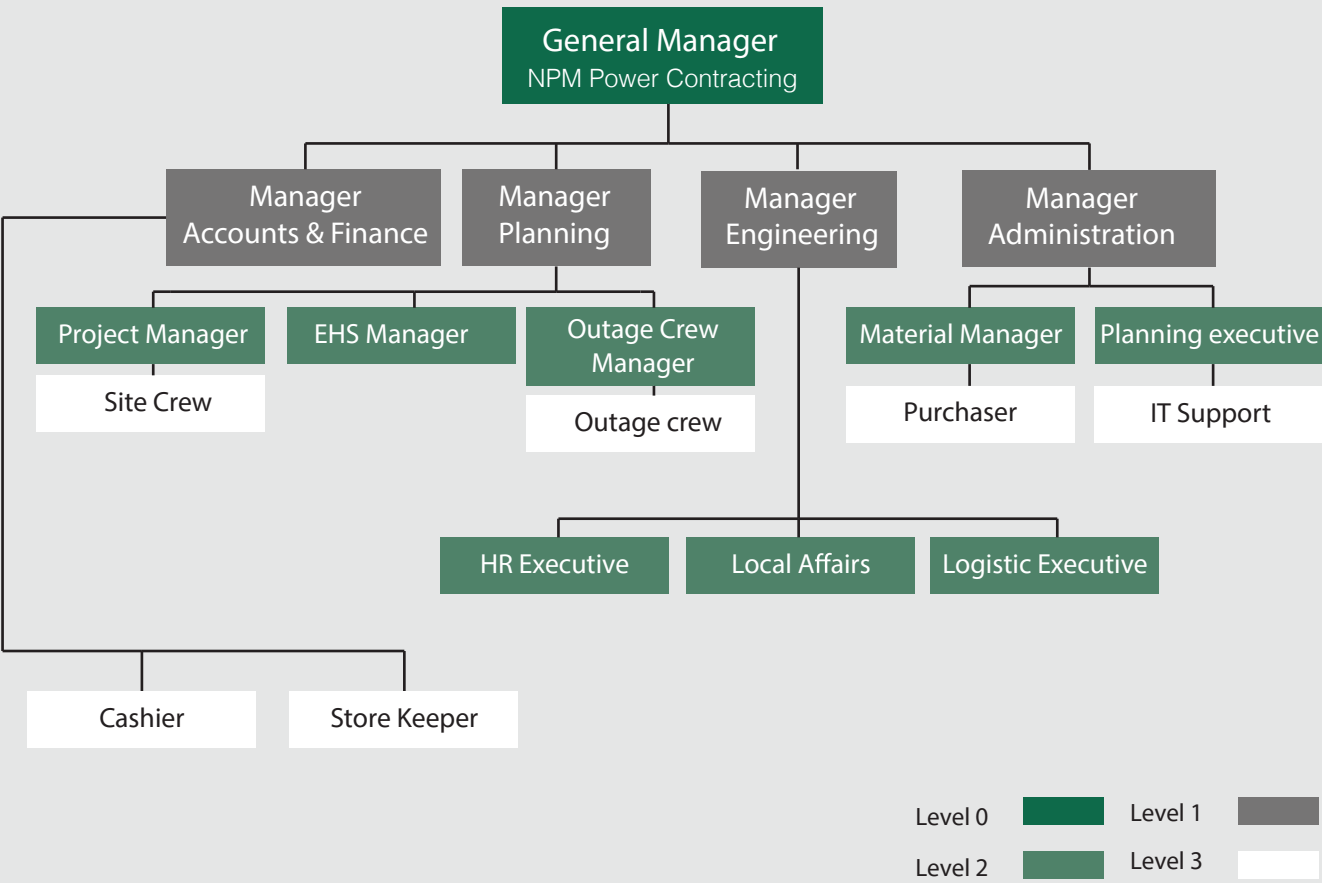 General Manager
NPM Power Contracting
Manager
Accounts & Finance
Manager
Planning
Manager
Engineering
Manager
Administration
Project Manager
EHS Manager
Outage Crew
Manager
Material Manager
Planning executive
Site Crew
Outage crew
Purchaser
IT Support
HR Executive
Local Affairs
Logistic Executive
Cashier
Store Keeper
Level 0
Level 1
Level 2
Level 3